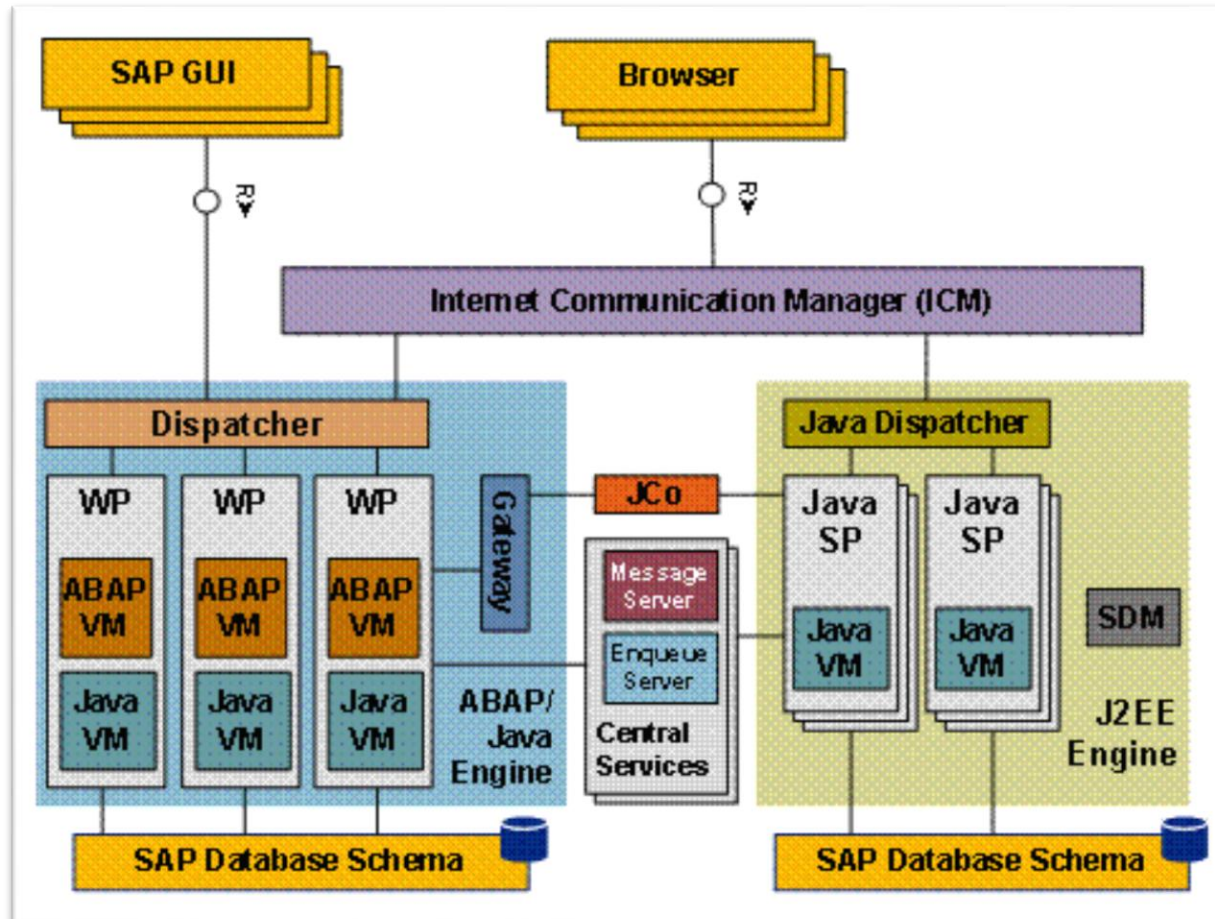 SAP GUI
Browser
R
R
Internet Communication Manager (ICM)
Dispatcher
Java Dispatcher
WP
WP
WP
Gateway
JCo
Java
SP
Java
SP
ABAP
VM
ABAP
VM
ABAP
VM
Message
Server
Enqueue
Server
Central
Services
Java
VM
Java
VM
SDM
Java
VM
Java
VM
Java
VM
ABAP/
Java
Engine
J2EE
Engine
SAP Database Schema
SAP Database Schema